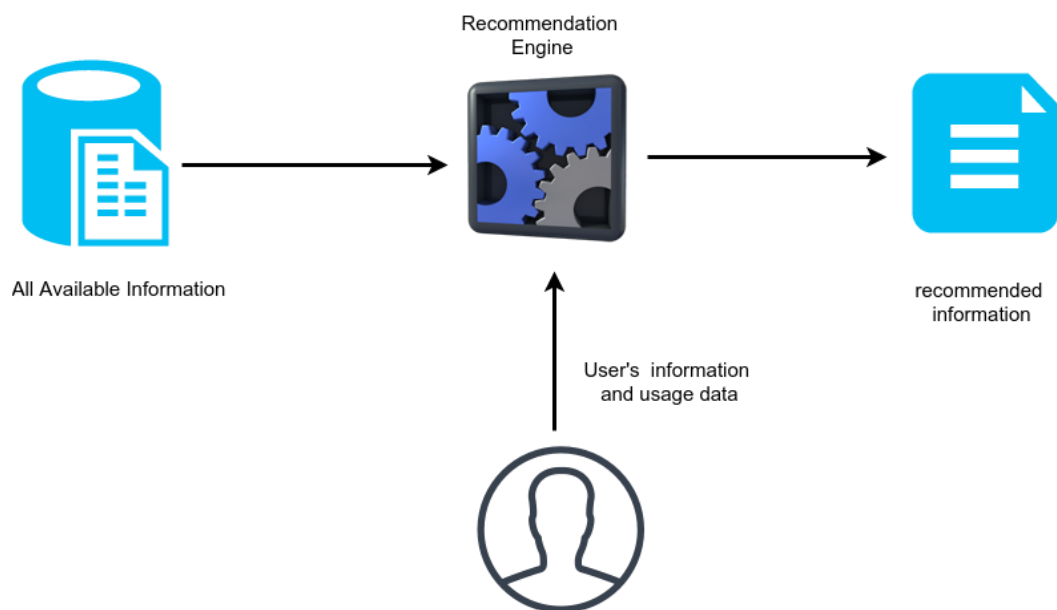 Recommendation
Engine
All Available Information
recommended
information
User's  information
and usage data